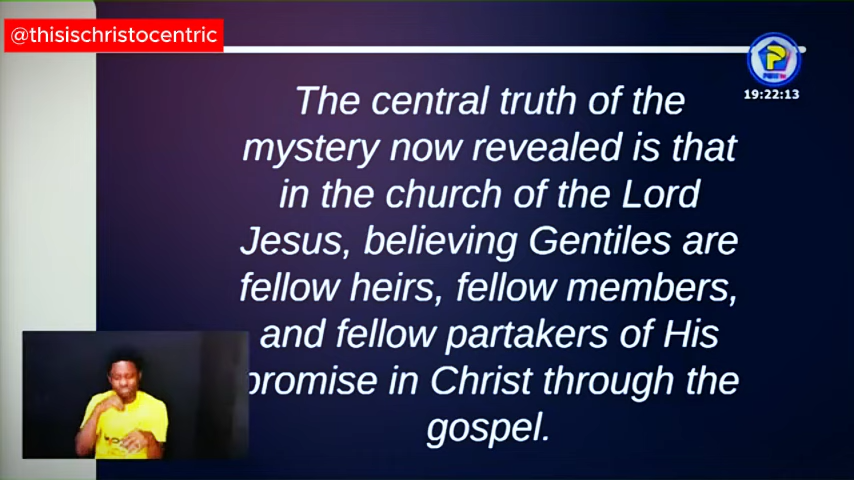 @thisischristocentric
19:22:13
The central truth of the
mystery now revealed is that
in the church of the Lord
Jesus, believing Gentiles are
fellow heirs, fellow members,
and fellow partakers of His
promise in Christ through the
gospel.